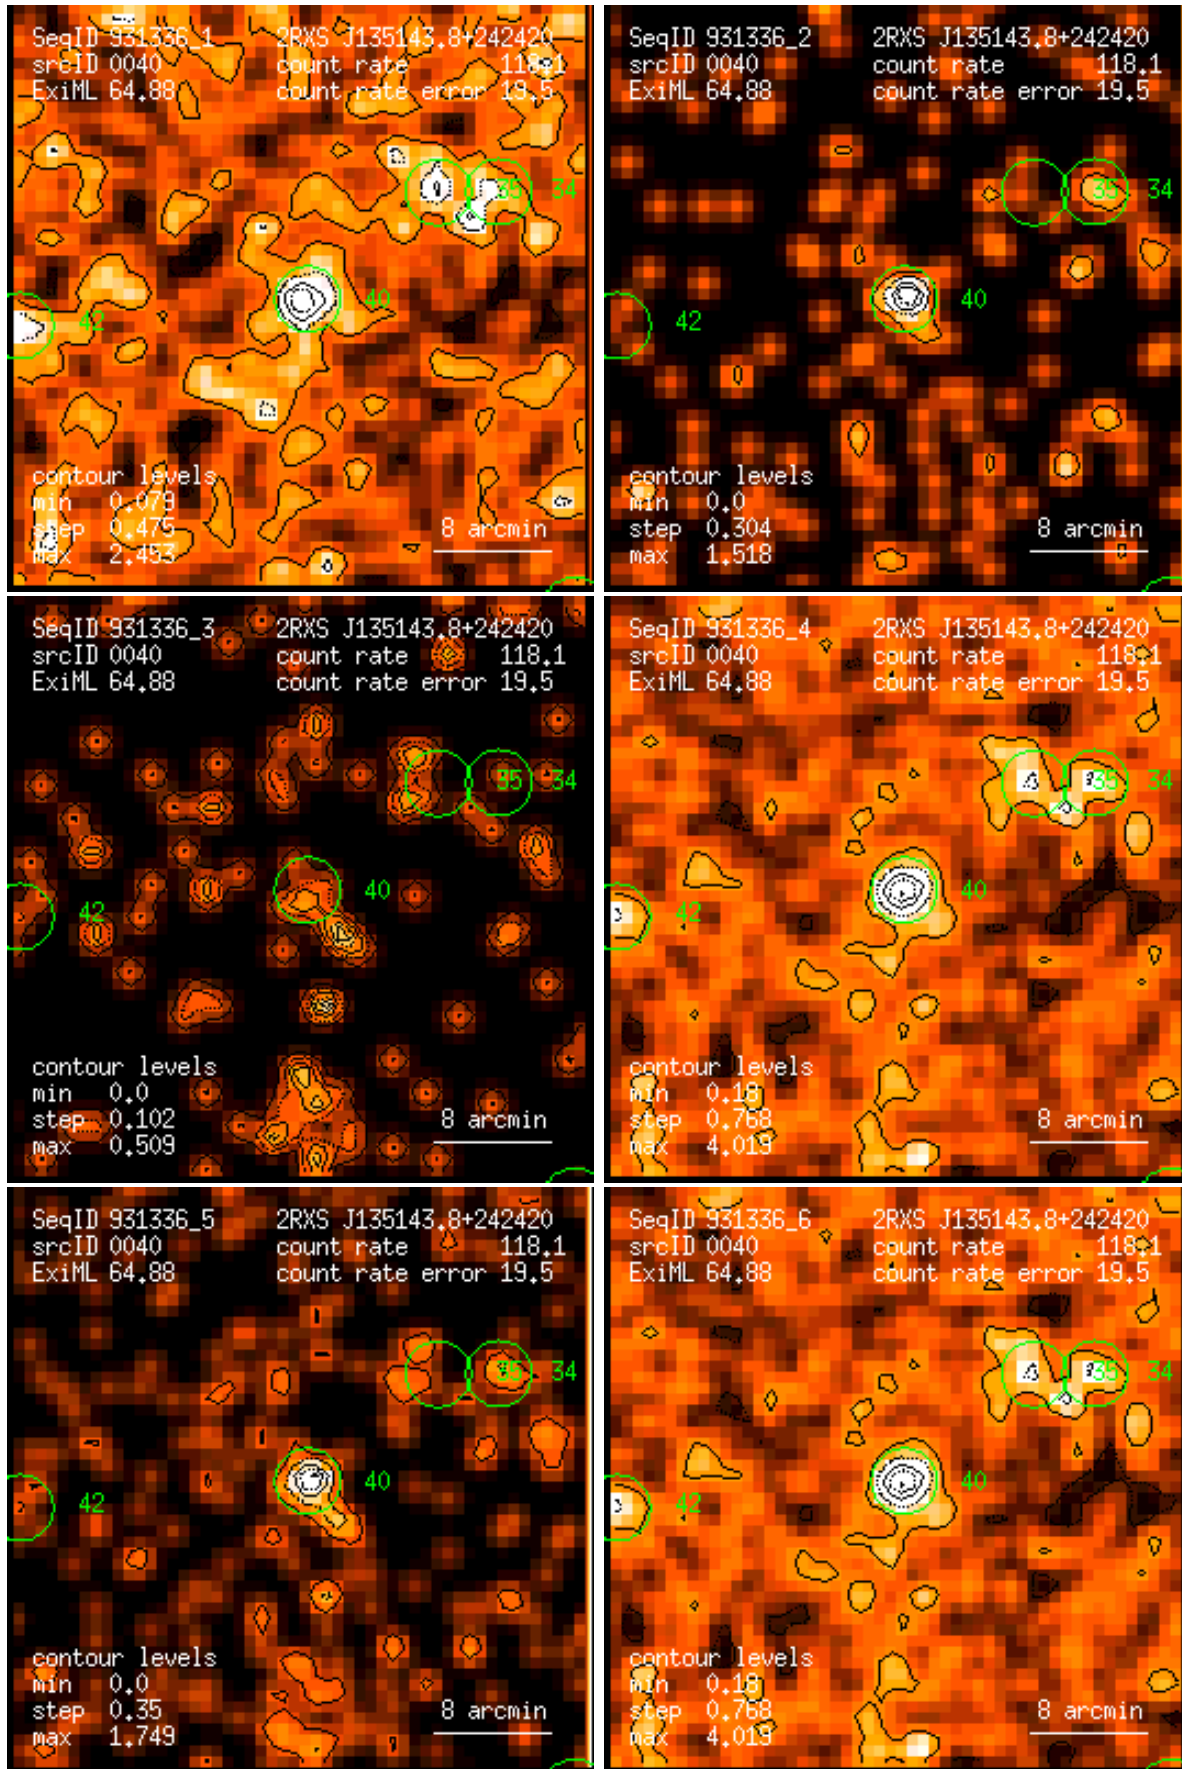 SeqID 931336_1 2RXS J135143.8+242420
srcID 0040 count rate 118.1
ExiML 64.88 count rate error 19.5
35 34
40
42
contour levels
min 0.079
step 0.475
max 2.453
8 arcmin
SeqID 931336_2 2RXS J135143.8+242420
srcID 0040 count rate 118.1
ExiML 64.88 count rate error 19.5
35 34
40
42
contour levels
min 0.0
step 0.304
max 1.518
8 arcmin
SeqID 931336_3 2RXS J135143.8+242420
srcID 0040 count rate 118.1
ExiML 64.88 count rate error 19.5
35 34
40
42
contour levels
min 0.0
step 0.102
max 0.509
8 arcmin
SeqID 931336_4 2RXS J135143.8+242420
srcID 0040 count rate 118.1
ExiML 64.88 count rate error 19.5
35 34
40
42
contour levels
min 0.18
step 0.768
max 4.019
8 arcmin
SeqID 931336_5 2RXS J135143.8+242420
srcID 0040 count rate 118.1
ExiML 64.88 count rate error 19.5
35 34
40
42
contour levels
min 0.0
step 0.35
max 1.749
8 arcmin
SeqID 931336_6 2RXS J135143.8+242420
srcID 0040 count rate 118.1
ExiML 64.88 count rate error 19.5
35 34
40
42
contour levels
min 0.18
step 0.768
max 4.019
8 arcmin